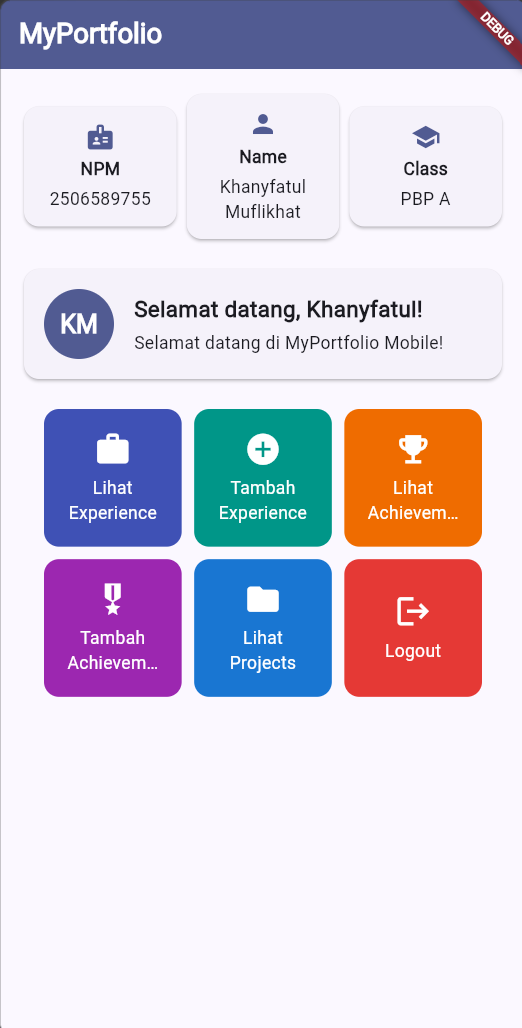 MyPortfolio
DEBUG
NPM
2506589755
Name
Khanyfatul
Muflikhat
Class
PBP A
KM
Selamat datang, Khanyfatul!
Selamat datang di MyPortfolio Mobile!
Lihat
Experience
Tambah
Experience
Lihat
Achievem...
Tambah
Achievem...
Lihat
Projects
Logout